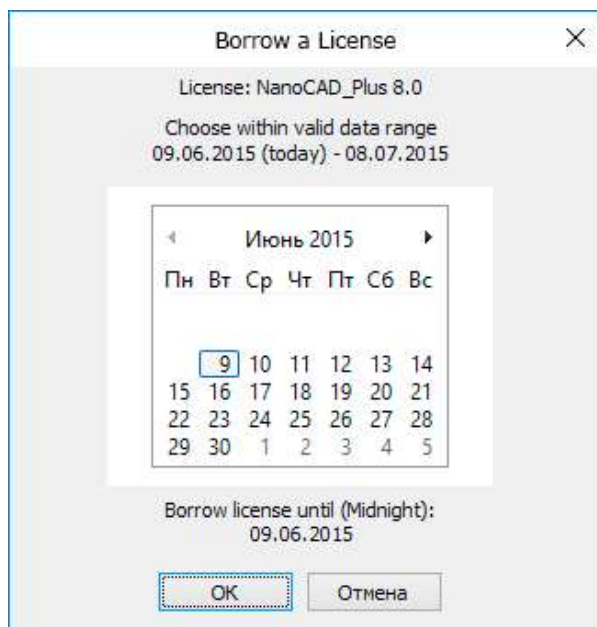 Borrow a License
License: NanoCAD_Plus 8.0
Choose within valid data range
09.06.2015 (today) - 08.07.2015
Июнь 2015
Пн Вт Ср Чт Пт Сб Вс
9 10 11 12 13 14
15 16 17 18 19 20 21
22 23 24 25 26 27 28
29 30 1 2 3 4 5
Borrow license until (Midnight):
09.06.2015
OK Отмена